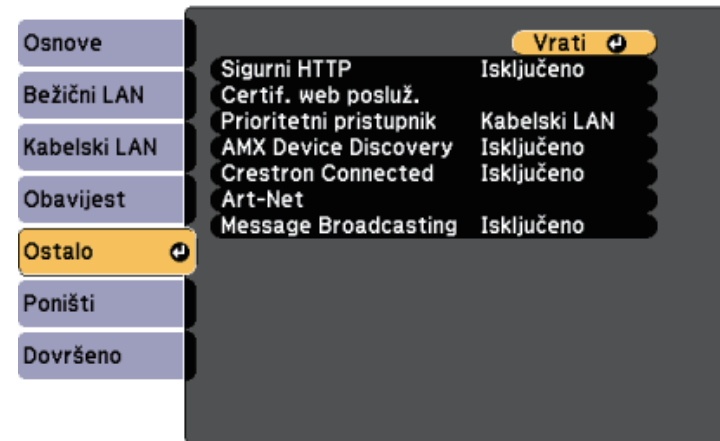 Osnove
Bežični LAN
Kabelski LAN
Obavijest
Ostalo
Poništi
Dovršeno
Vrati
Sigurni HTTP Isključeno
Certif. web posluž.
Prioritetni pristupnik Kabelski LAN
AMX Device Discovery Isključeno
Crestron Connected Isključeno
Art-Net
Message Broadcasting Isključeno